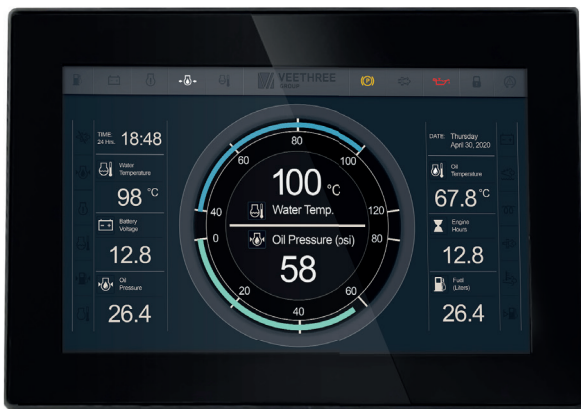 VEETHREE
GROUP
TIME
24 Hrs.
18:48
Water
Temperature
98 °C
Battery
Voltage
12.8
Oil
Pressure
26.4
60
80
100
40
120
100 °C
Water Temp.
0
80
Oil Pressure (psi)
58
20
40
60
DATE: Thursday
April 30, 2020
Oil
Temperature
67.8 °C
Engine
Hours
12.8
Fuel
(Liters)
26.4